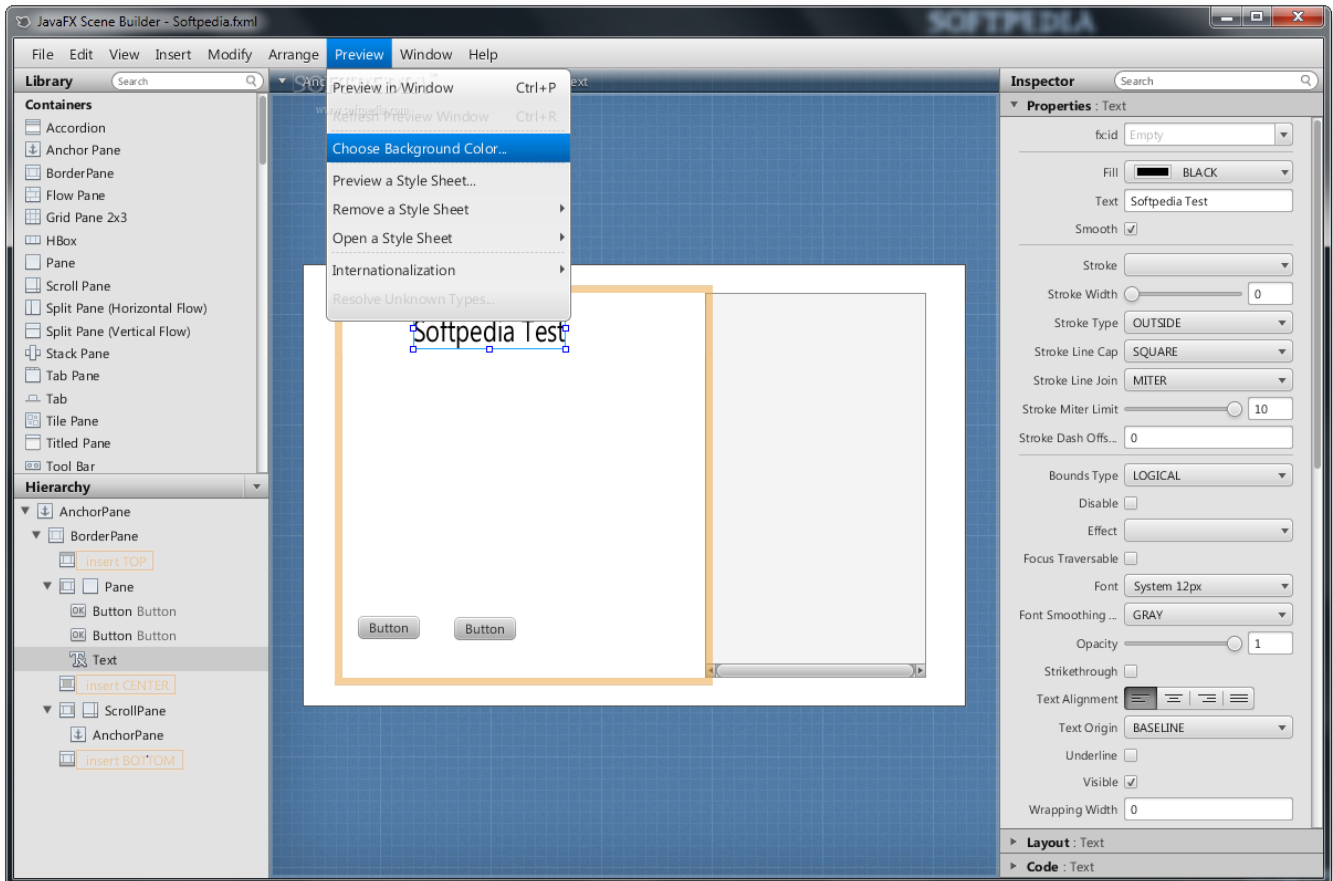 JavaFX Scene Builder - Softpedia.fxml
SOFTPEDIA
File Edit View Insert Modify Arrange Preview Window Help
Library Search
Containers
Accordion
Anchor Pane
BorderPane
Flow Pane
Grid Pane 2x3
HBox
Pane
Scroll Pane
Split Pane (Horizontal Flow)
Split Pane (Vertical Flow)
Stack Pane
Tab Pane
Tab
Tile Pane
Titled Pane
Tool Bar
Hierarchy
AnchorPane
BorderPane
insert TOP
Pane
Button Button
Button Button
Text
insert CENTER
ScrollPane
AnchorPane
insert BOTTOM
Preview in Window Ctrl+P
www.softpedia.com
Refresh Preview Window Ctrl+R
Choose Background Color...
Preview a Style Sheet...
Remove a Style Sheet
Open a Style Sheet
Internationalization
Resolve Unknown Types...
Softpedia Test
Button Button
Inspector Search
Properties : Text
fx:id Empty
Fill BLACK
Text Softpedia Test
Smooth
Stroke
Stroke Width 0
Stroke Type OUTSIDE
Stroke Line Cap SQUARE
Stroke Line Join MITER
Stroke Miter Limit 10
Stroke Dash Offs... 0
Bounds Type LOGICAL
Disable
Effect
Focus Traversable
Font System 12px
Font Smoothing ... GRAY
Opacity 1
Strikethrough
Text Alignment
Text Origin BASELINE
Underline
Visible
Wrapping Width 0
Layout : Text
Code : Text